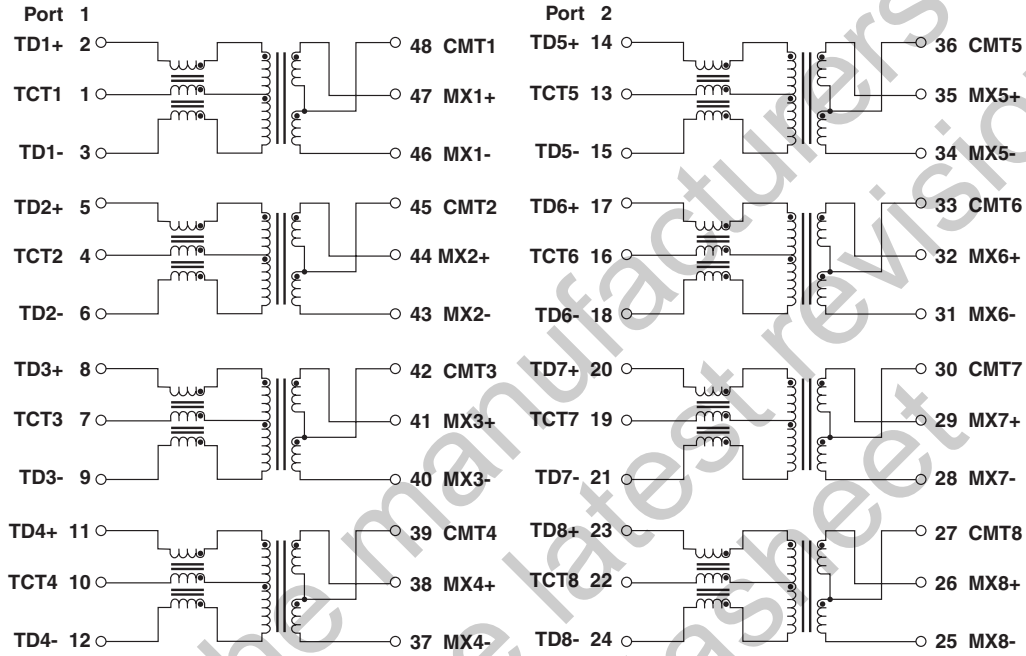 Port 1
TD1+ 2
48 CMT1
TCT1 1
47 MX1+
TD1- 3
46 MX1-
TD2+ 5
45 CMT2
TCT2 4
44 MX2+
TD2- 6
43 MX2-
TD3+ 8
42 CMT3
TCT3 7
41 MX3+
TD3- 9
40 MX3-
TD4+ 11
39 CMT4
TCT4 10
38 MX4+
TD4- 12
37 MX4-
Port 2
TD5+ 14
36 CMT5
TCT5 13
35 MX5+
TD5- 15
34 MX5-
TD6+ 17
33 CMT6
TCT6 16
32 MX6+
TD6- 18
31 MX6-
TD7+ 20
30 CMT7
TCT7 19
29 MX7+
TD7- 21
28 MX7-
TD8+ 23
27 CMT8
TCT8 22
26 MX8+
TD8- 24
25 MX8-
he manufacturers
e latest revisio
asheet